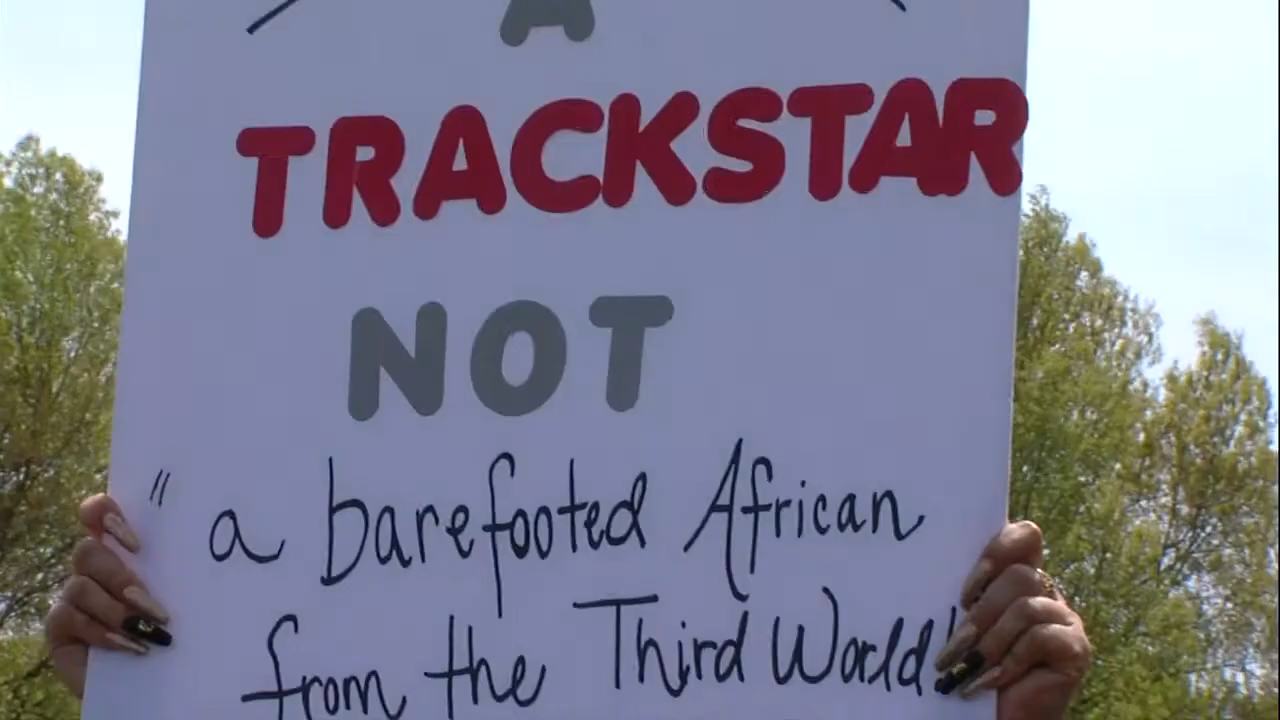 A
TRACKSTAR
NOT
"a barefooted African
from the Third World"